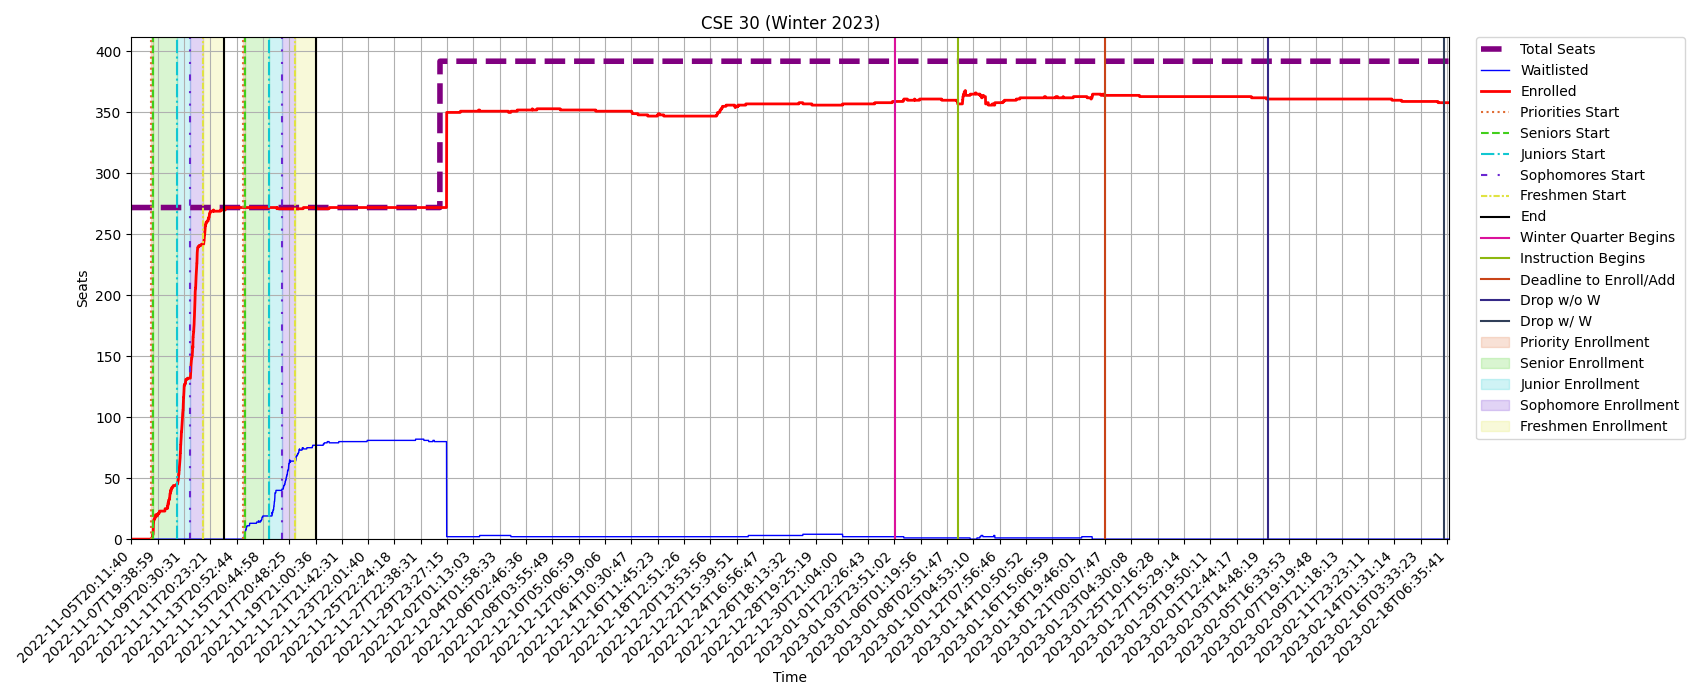 CSE 30 (Winter 2023)
Seats
400
350
300
250
200
150
100
50
0
2022-11-05T20:11:40
2022-11-07T19:38:59
2022-11-09T20:30:31
2022-11-11T20:23:21
2022-11-13T20:52:44
2022-11-15T20:44:58
2022-11-17T20:48:25
2022-11-19T21:00:36
2022-11-21T21:42:31
2022-11-23T22:01:40
2022-11-25T22:24:18
2022-11-27T22:38:31
2022-11-29T23:27:15
2022-12-02T01:13:03
2022-12-04T01:58:33
2022-12-06T02:46:36
2022-12-08T03:55:49
2022-12-10T05:06:59
2022-12-12T06:19:06
2022-12-14T10:30:47
2022-12-16T11:45:23
2022-12-18T12:51:26
2022-12-20T13:53:56
2022-12-22T15:39:51
2022-12-24T16:56:47
2022-12-26T18:13:32
2022-12-28T19:25:19
2022-12-30T21:04:00
2023-01-01T22:26:43
2023-01-03T23:51:02
2023-01-06T01:19:56
2023-01-08T02:51:47
2023-01-10T04:53:10
2023-01-12T07:56:46
2023-01-14T10:50:52
2023-01-16T15:06:59
2023-01-18T19:46:01
2023-01-21T00:07:47
2023-01-23T04:30:08
2023-01-25T10:16:28
2023-01-27T15:29:14
2023-01-29T19:50:11
2023-02-01T12:44:17
2023-02-03T14:48:19
2023-02-05T16:33:53
2023-02-07T19:19:48
2023-02-09T21:18:13
2023-02-11T23:23:11
2023-02-14T01:31:14
2023-02-16T03:33:23
2023-02-18T06:35:41
Time
Total Seats
Waitlisted
Enrolled
Priorities Start
Seniors Start
Juniors Start
Sophomores Start
Freshmen Start
End
Winter Quarter Begins
Instruction Begins
Deadline to Enroll/Add
Drop w/o W
Drop w/ W
Priority Enrollment
Senior Enrollment
Junior Enrollment
Sophomore Enrollment
Freshmen Enrollment